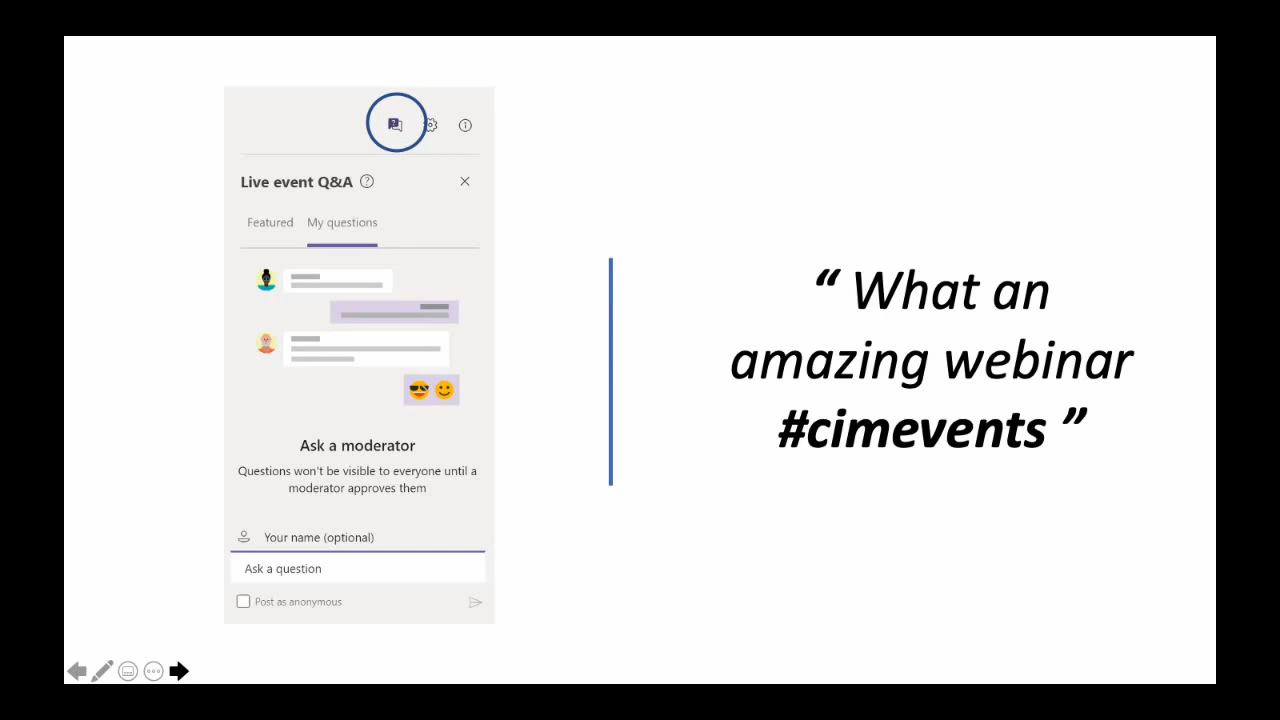 Live event Q&A
Featured My questions
Ask a moderator
Questions won't be visible to everyone until a
moderator approves them
Your name (optional)
Ask a question
Post as anonymous
“ What an
amazing webinar
#cimevents ”